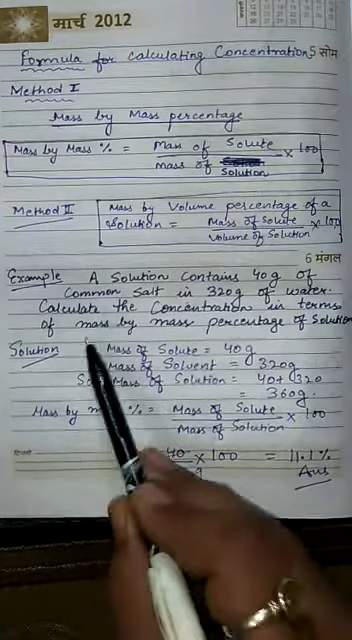 मार्च 2012
Formula for Calculating Concentration
5 सोम
Method I
Mass by Mass percentage
Mass by Mass % = Mass of Solute / Mass of Solution × 100
Method II
Mass by Volume percentage of a
Solution = Mass of Solute / Volume of Solution × 100
6 मंगल
Example A Solution contains 40g of
Common Salt in 320g of water.
Calculate the Concentration in terms
of mass by mass percentage of Solution
Solution Mass of Solute = 40g
Mass of Solvent = 320g
Mass of Solution = 40+320
= 360g.
Mass by % = Mass of Solute / Mass of Solution × 100
40 × 100 = 11.1%
Ans